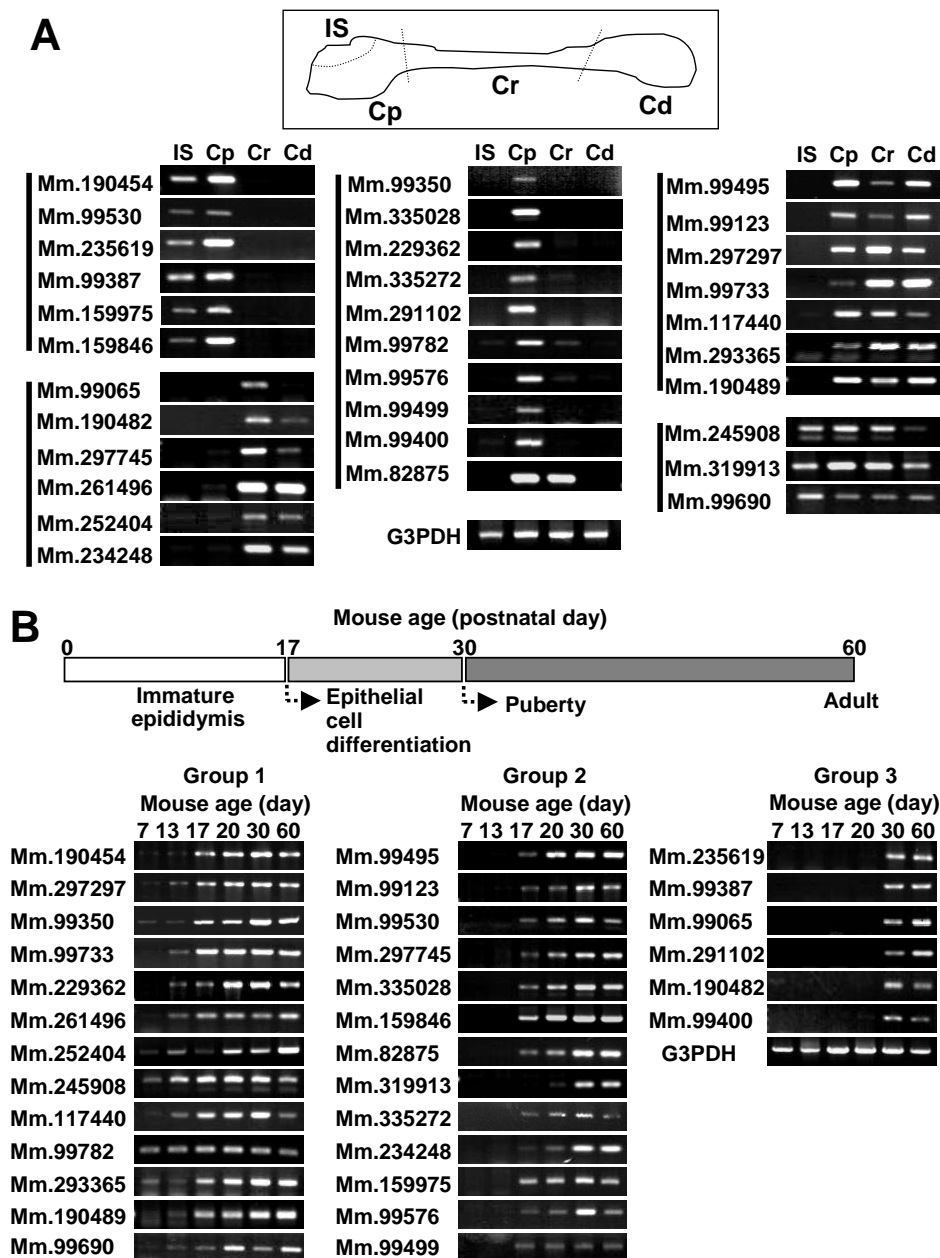 A
IS
Cp
Cr
Cd
IS Cp Cr Cd
Mm.190454
Mm.99530
Mm.235619
Mm.99387
Mm.159975
Mm.159846
Mm.99065
Mm.190482
Mm.297745
Mm.261496
Mm.252404
Mm.234248
IS Cp Cr Cd
Mm.99350
Mm.335028
Mm.229362
Mm.335272
Mm.291102
Mm.99782
Mm.99576
Mm.99499
Mm.99400
Mm.82875
G3PDH
IS Cp Cr Cd
Mm.99495
Mm.99123
Mm.297297
Mm.99733
Mm.117440
Mm.293365
Mm.190489
Mm.245908
Mm.319913
Mm.99690
B
Mouse age (postnatal day)
0 17 30 60
Immature
epididymis
Epithelial
cell
differentiation
Puberty
Adult
Group 1
Mouse age (day)
7 13 17 20 30 60
Mm.190454
Mm.297297
Mm.99350
Mm.99733
Mm.229362
Mm.261496
Mm.252404
Mm.245908
Mm.117440
Mm.99782
Mm.293365
Mm.190489
Mm.99690
Group 2
Mouse age (day)
7 13 17 20 30 60
Mm.99495
Mm.99123
Mm.99530
Mm.297745
Mm.335028
Mm.159846
Mm.82875
Mm.319913
Mm.335272
Mm.234248
Mm.159975
Mm.99576
Mm.99499
Group 3
Mouse age (day)
7 13 17 20 30 60
Mm.235619
Mm.99387
Mm.99065
Mm.291102
Mm.190482
Mm.99400
G3PDH